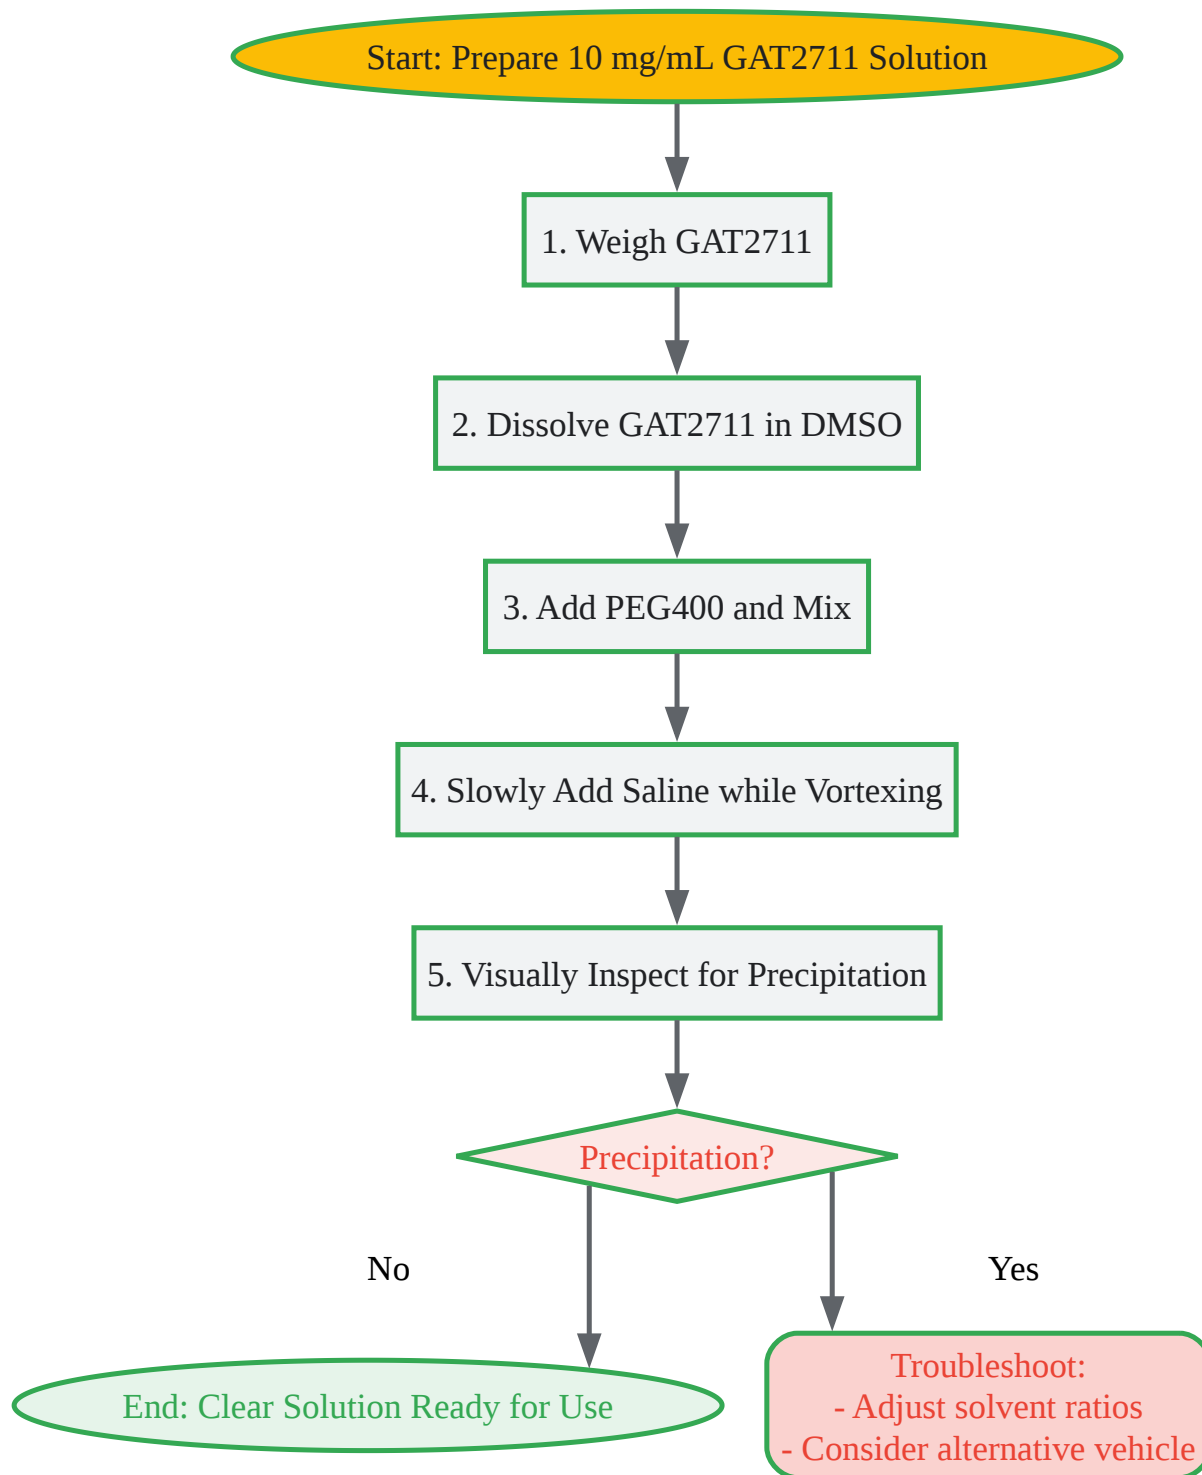 Start: Prepare 10 mg/mL GAT2711 Solution
1. Weigh GAT2711
2. Dissolve GAT2711 in DMSO
3. Add PEG400 and Mix
4. Slowly Add Saline while Vortexing
5. Visually Inspect for Precipitation
Precipitation?
No
Yes
End: Clear Solution Ready for Use
Troubleshoot:
- Adjust solvent ratios
- Consider alternative vehicle